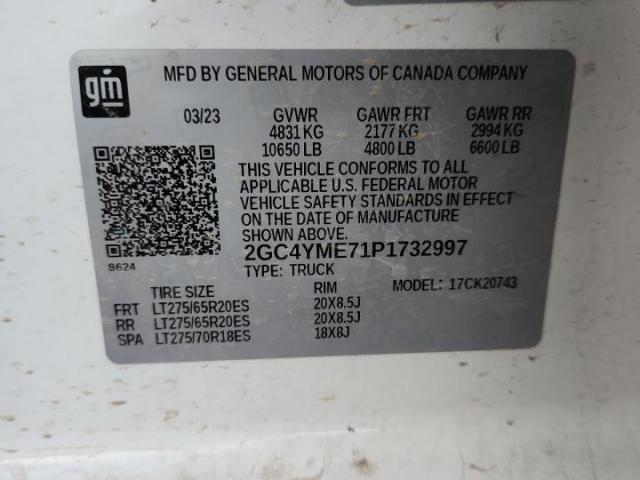 gm
MFD BY GENERAL MOTORS OF CANADA COMPANY
03/23 GVWR GAWR FRT GAWR RR
4831 KG 2177 KG 2994 KG
10650 LB 4800 LB 6600 LB
THIS VEHICLE CONFORMS TO ALL
APPLICABLE U.S. FEDERAL MOTOR
VEHICLE SAFETY STANDARDS IN EFFECT
ON THE DATE OF MANUFACTURE
SHOWN ABOVE.
8624
2GC4YME71P1732997
TYPE: TRUCK
MODEL: 17CK20743
TIRE SIZE RIM
FRT LT275/65R20ES 20X8.5J
RR LT275/65R20ES 20X8.5J
SPA LT275/70R18ES 18X8J